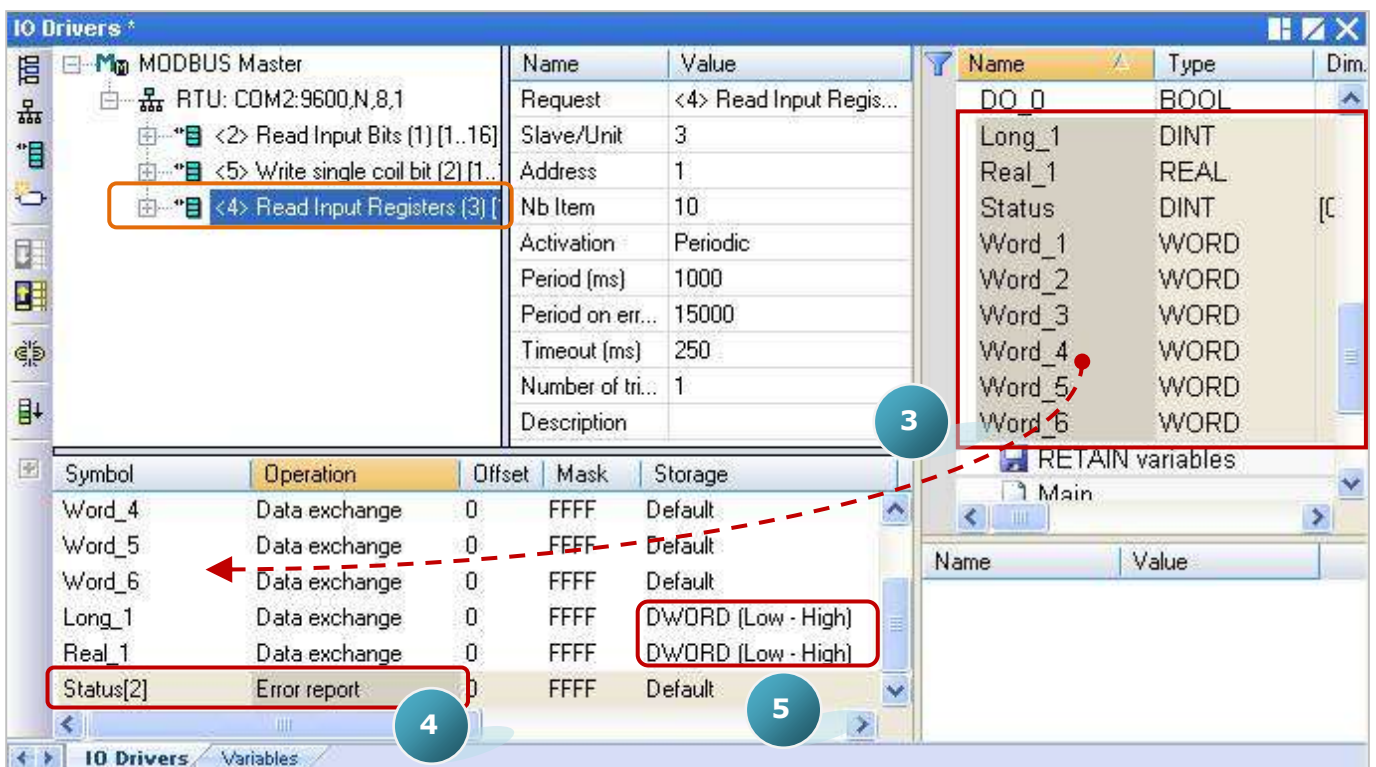 IO Drivers *
MODBUS Master
RTU: COM2:9600,N,8,1
<2> Read Input Bits (1) [1..16]
<5> Write single coil bit (2) [1..
<4> Read Input Registers (3) [
Name Value
Request <4> Read Input Regis...
Slave/Unit 3
Address 1
Nb Item 10
Activation Periodic
Period (ms) 1000
Period on err... 15000
Timeout (ms) 250
Number of tri... 1
Description
Name Type Dim.
DO_0 BOOL
Long_1 DINT
Real_1 REAL
Status DINT
Word_1 WORD
Word_2 WORD
Word_3 WORD
Word_4 WORD
Word_5 WORD
Word_6 WORD
RETAIN variables
Main
3
Symbol Operation Offset Mask Storage
Word_4 Data exchange 0 FFFF Default
Word_5 Data exchange 0 FFFF Default
Word_6 Data exchange 0 FFFF Default
Long_1 Data exchange 0 FFFF DWORD (Low - High)
Real_1 Data exchange 0 FFFF DWORD (Low - High)
Status[2] Error report 0 FFFF Default
4
5
Name Value
IO Drivers Variables